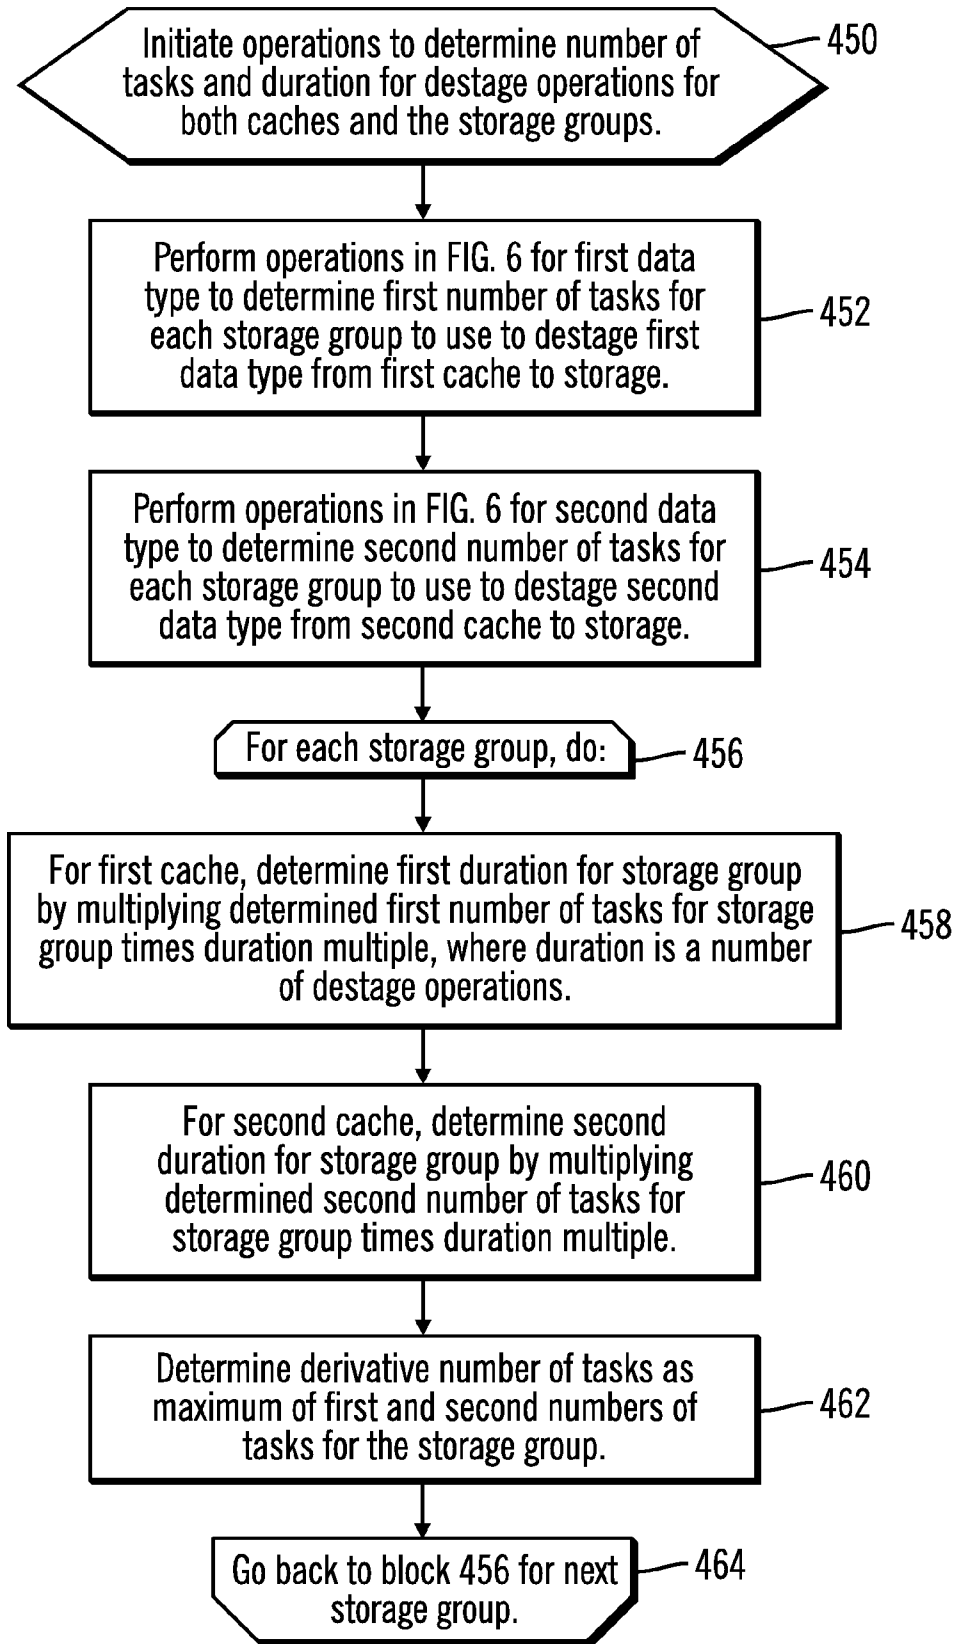 Initiate operations to determine number of
tasks and duration for destage operations for
both caches and the storage groups.
450
Perform operations in FIG. 6 for first data
type to determine first number of tasks for
each storage group to use to destage first
data type from first cache to storage.
452
Perform operations in FIG. 6 for second data
type to determine second number of tasks for
each storage group to use to destage second
data type from second cache to storage.
454
For each storage group, do:
456
For first cache, determine first duration for storage group
by multiplying determined first number of tasks for storage
group times duration multiple, where duration is a number
of destage operations.
458
For second cache, determine second
duration for storage group by multiplying
determined second number of tasks for
storage group times duration multiple.
460
Determine derivative number of tasks as
maximum of first and second numbers of
tasks for the storage group.
462
Go back to block 456 for next
storage group.
464